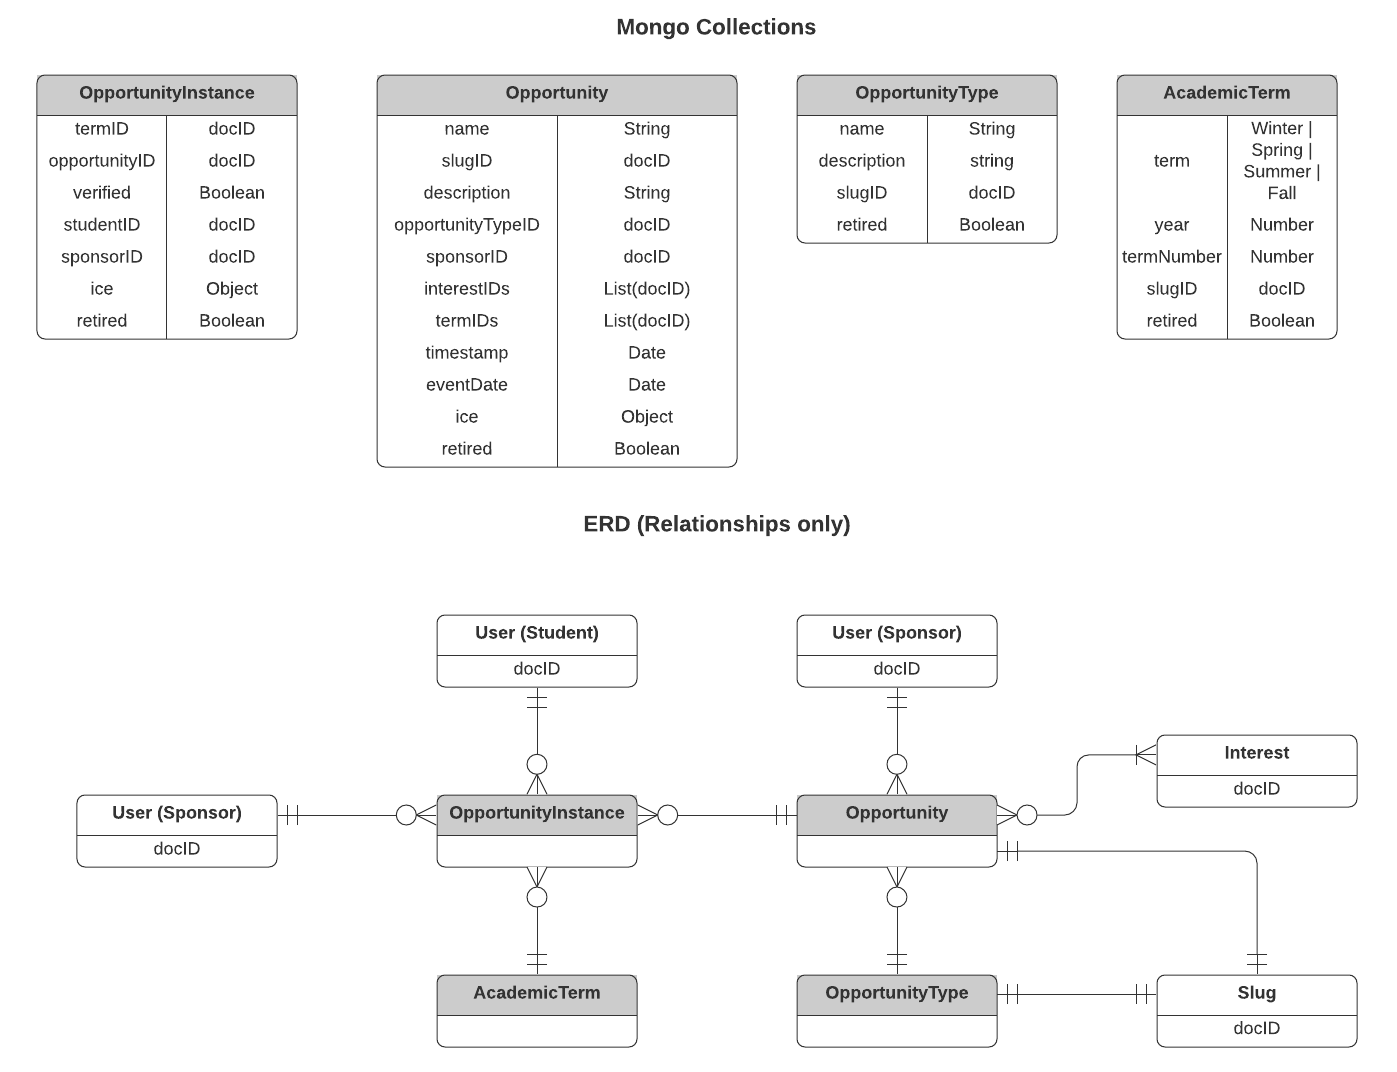 Mongo Collections
OpportunityInstance
termID docID
opportunityID docID
verified Boolean
studentID docID
sponsorID docID
ice Object
retired Boolean
Opportunity
name String
slugID docID
description String
opportunityTypeID docID
sponsorID docID
interestIDs List(docID)
termIDs List(docID)
timestamp Date
eventDate Date
ice Object
retired Boolean
OpportunityType
name String
description string
slugID docID
retired Boolean
AcademicTerm
term
Winter |
Spring |
Summer |
Fall
year Number
termNumber Number
slugID docID
retired Boolean
ERD (Relationships only)
User (Student)
docID
User (Sponsor)
docID
Interest
docID
User (Sponsor)
docID
OpportunityInstance
Opportunity
AcademicTerm
OpportunityType
Slug
docID